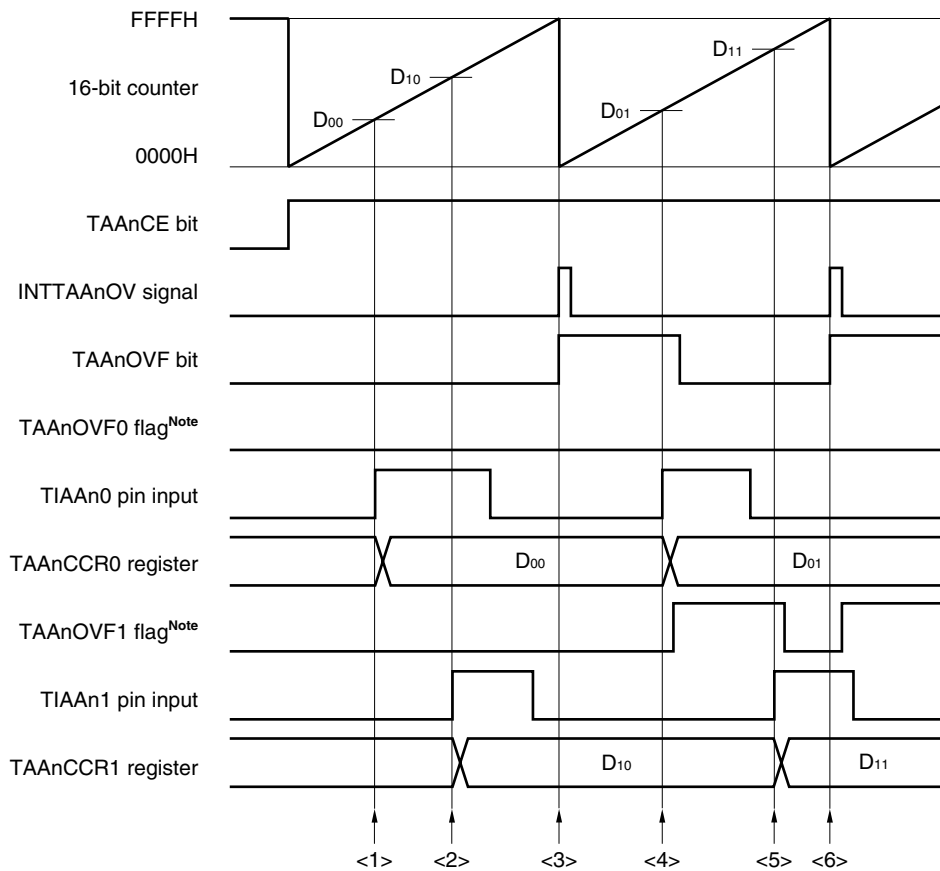 FFFFH
16-bit counter
0000H
D00
D10
D01
D11
TAAnCE bit
INTTAAnOV signal
TAAnOVF bit
TAAnOVF0 flagNote
TIAAn0 pin input
TAAnCCR0 register
D00
D01
TAAnOVF1 flagNote
TIAAn1 pin input
TAAnCCR1 register
D10
D11
<1> <2> <3> <4> <5> <6>